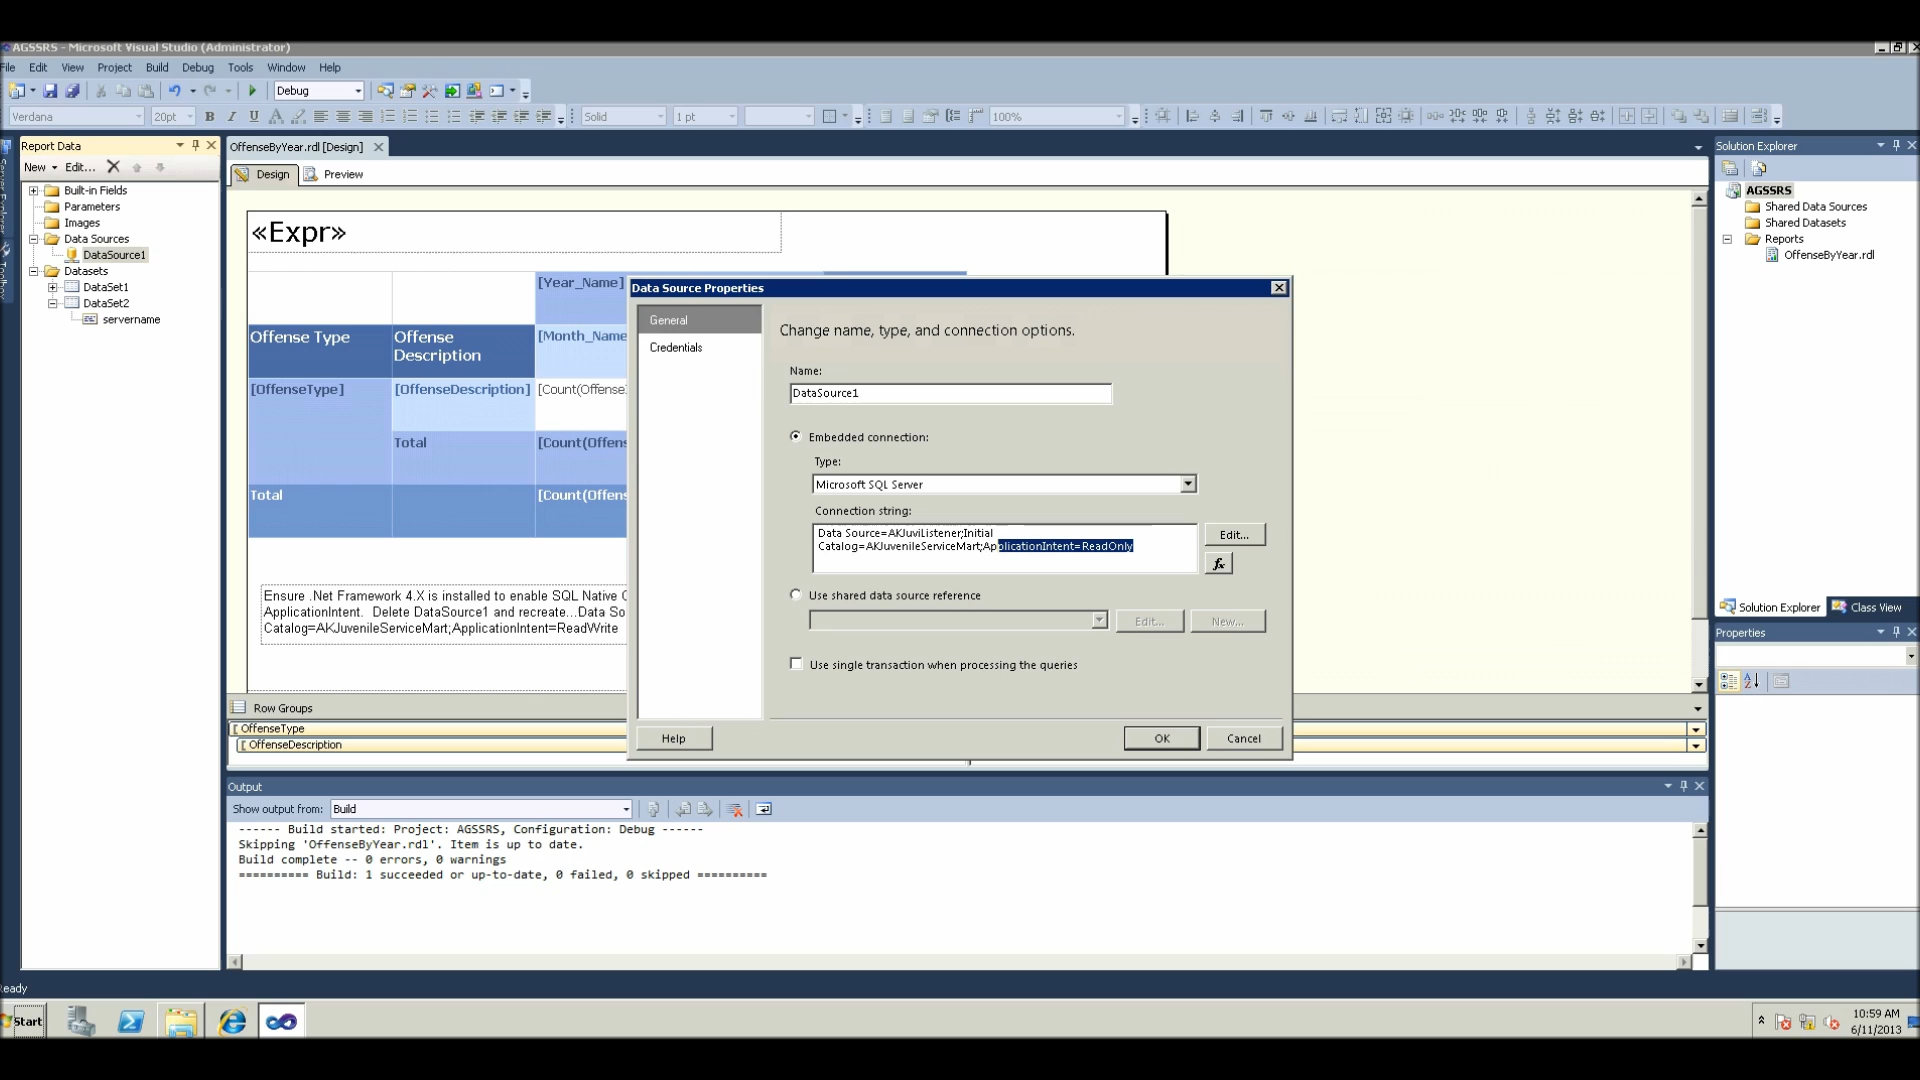 AGSSRS - Microsoft Visual Studio (Administrator)
File Edit View Project Build Debug Tools Window Help
Debug
Verdana 20pt B I U A Solid 1 pt 100%
Report Data
New Edit...
Built-in Fields
Parameters
Images
Data Sources
DataSource1
Datasets
DataSet1
DataSet2
servername
Server Explorer
Toolbox
OffenseByYear.rdl [Design]
Design Preview
«Expr»
[Year_Name]
Offense Type
Offense
Description
[Month_Name
[OffenseType]
[OffenseDescription]
[Count(Offense
Total
[Count(Offens
Total
[Count(Offens
Ensure .Net Framework 4.X is installed to enable SQL Native C
ApplicationIntent. Delete DataSource1 and recreate...Data So
Catalog=AKJuvenileServiceMart;ApplicationIntent=ReadWrite
Data Source Properties
General
Credentials
Change name, type, and connection options.
Name:
DataSource1
Embedded connection:
Type:
Microsoft SQL Server
Connection string:
Data Source=AKJuviListener;Initial
Catalog=AKJuvenileServiceMart;ApplicationIntent=ReadOnly
Edit...
fx
Use shared data source reference
Edit... New...
Use single transaction when processing the queries
Help OK Cancel
Row Groups
[ OffenseType
[ OffenseDescription
Output
Show output from: Build
------ Build started: Project: AGSSRS, Configuration: Debug ------
Skipping 'OffenseByYear.rdl'. Item is up to date.
Build complete -- 0 errors, 0 warnings
========== Build: 1 succeeded or up-to-date, 0 failed, 0 skipped ==========
Solution Explorer
AGSSRS
Shared Data Sources
Shared Datasets
Reports
OffenseByYear.rdl
Solution Explorer Class View
Properties
eady
Start
10:59 AM
6/11/2013